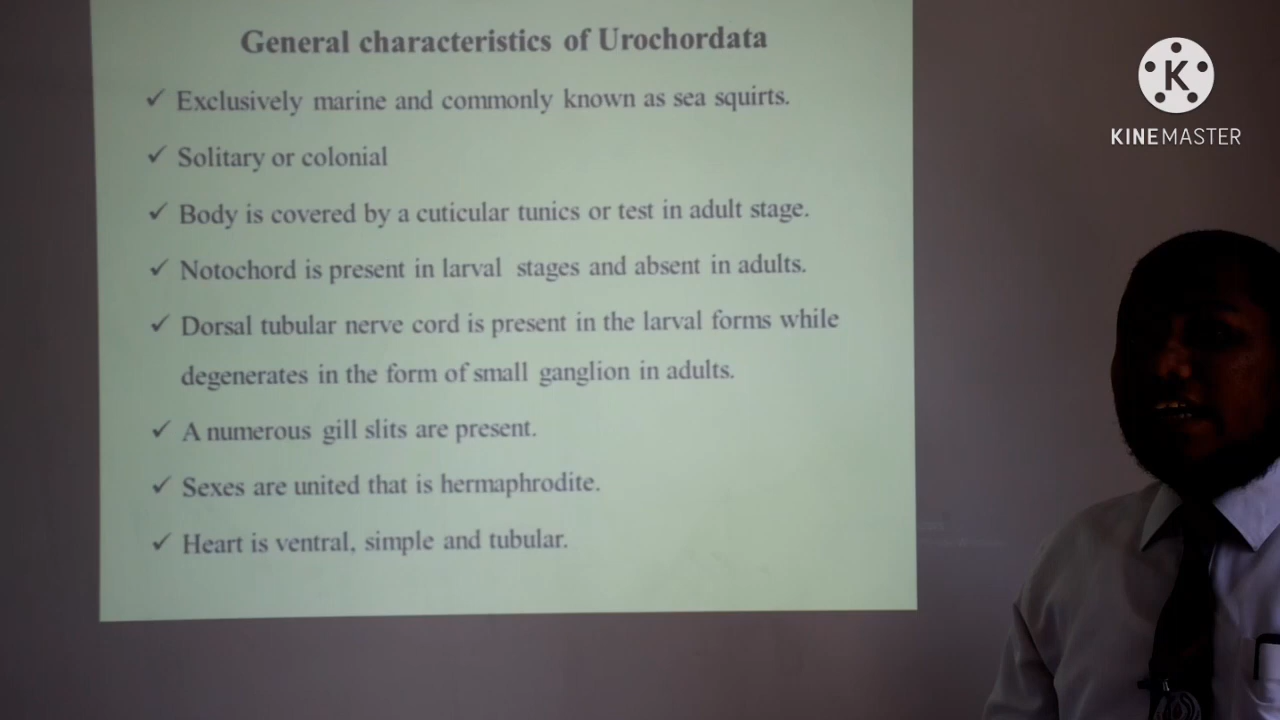 General characteristics of Urochordata
✓ Exclusively marine and commonly known as sea squirts.
✓ Solitary or colonial
✓ Body is covered by a cuticular tunics or test in adult stage.
✓ Notochord is present in larval stages and absent in adults.
✓ Dorsal tubular nerve cord is present in the larval forms while
degenerates in the form of small ganglion in adults.
✓ A numerous gill slits are present.
✓ Sexes are united that is hermaphrodite.
✓ Heart is ventral, simple and tubular.
K
KINEMASTER